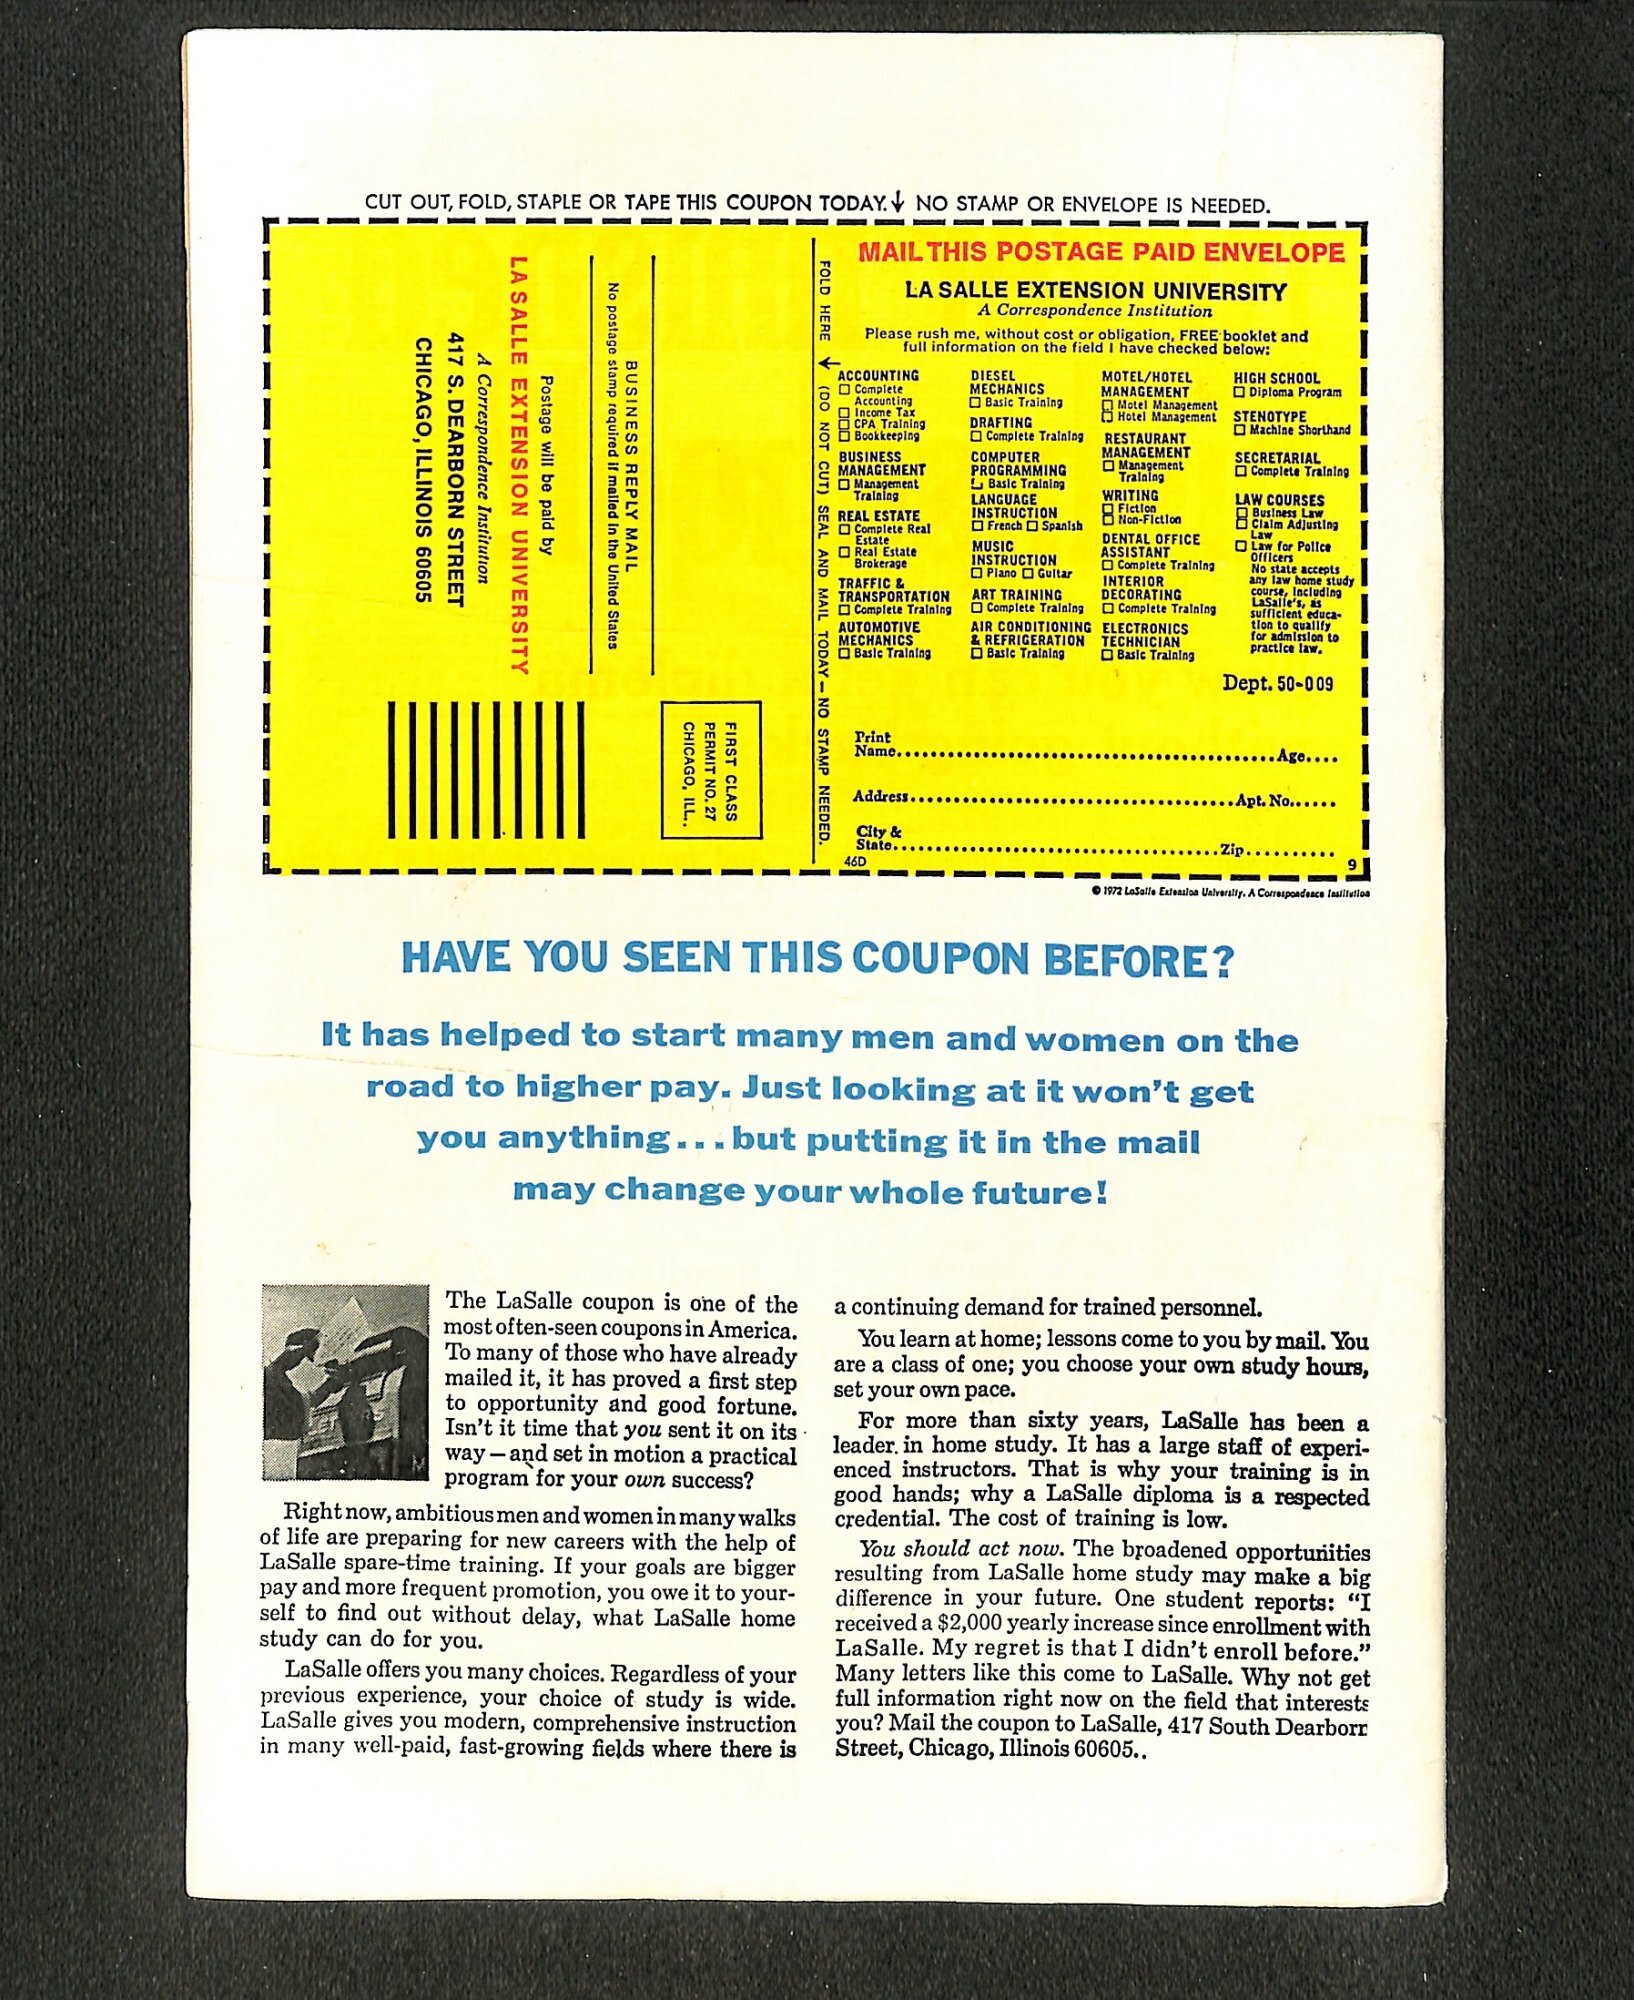 CUT OUT, FOLD, STAPLE OR TAPE THIS COUPON TODAY. ↓ NO STAMP OR ENVELOPE IS NEEDED.
BUSINESS REPLY MAIL
No postage stamp required if mailed in the United States
Postage will be paid by
LA SALLE EXTENSION UNIVERSITY
A Correspondence Institution
417 S. DEARBORN STREET
CHICAGO, ILLINOIS 60605
FIRST CLASS
PERMIT NO. 27
CHICAGO, ILL..
FOLD HERE ↓ (DO NOT CUT) SEAL AND MAIL TODAY — NO STAMP NEEDED.
MAIL THIS POSTAGE PAID ENVELOPE
LA SALLE EXTENSION UNIVERSITY
A Correspondence Institution
Please rush me, without cost or obligation, FREE booklet and
full information on the field I have checked below:
ACCOUNTING
☐ Complete
Accounting
☐ Income Tax
☐ CPA Training
☐ Bookkeeping
BUSINESS
MANAGEMENT
☐ Management
Training
REAL ESTATE
☐ Complete Real
Estate
☐ Real Estate
Brokerage
TRAFFIC &
TRANSPORTATION
☐ Complete Training
AUTOMOTIVE
MECHANICS
☐ Basic Training
DIESEL
MECHANICS
☐ Basic Training
DRAFTING
☐ Complete Training
COMPUTER
PROGRAMMING
☐ Basic Training
LANGUAGE
INSTRUCTION
☐ French ☐ Spanish
MUSIC
INSTRUCTION
☐ Piano ☐ Guitar
ART TRAINING
☐ Complete Training
AIR CONDITIONING
& REFRIGERATION
☐ Basic Training
MOTEL/HOTEL
MANAGEMENT
☐ Motel Management
☐ Hotel Management
RESTAURANT
MANAGEMENT
☐ Management
Training
WRITING
☐ Fiction
☐ Non-Fiction
DENTAL OFFICE
ASSISTANT
☐ Complete Training
INTERIOR
DECORATING
☐ Complete Training
ELECTRONICS
TECHNICIAN
☐ Basic Training
HIGH SCHOOL
☐ Diploma Program
STENOTYPE
☐ Machine Shorthand
SECRETARIAL
☐ Complete Training
LAW COURSES
☐ Business Law
☐ Claim Adjusting
Law
☐ Law for Police
Officers
No state accepts
any law home study
course, including
LaSalle's, as
sufficient educa-
tion to qualify
for admission to
practice law.
Dept. 50-009
Print
Name.......................................Age....
Address..................................Apt. No......
City &
State..................................Zip..........
46D
9
© 1972 LaSalle Extension University. A Correspondence Institution
HAVE YOU SEEN THIS COUPON BEFORE?
It has helped to start many men and women on the
road to higher pay. Just looking at it won't get
you anything...but putting it in the mail
may change your whole future!
The LaSalle coupon is one of the
most often-seen coupons in America.
To many of those who have already
mailed it, it has proved a first step
to opportunity and good fortune.
Isn't it time that you sent it on its
way—and set in motion a practical
program for your own success?
Right now, ambitious men and women in many walks
of life are preparing for new careers with the help of
LaSalle spare-time training. If your goals are bigger
pay and more frequent promotion, you owe it to your-
self to find out without delay, what LaSalle home
study can do for you.
LaSalle offers you many choices. Regardless of your
previous experience, your choice of study is wide.
LaSalle gives you modern, comprehensive instruction
in many well-paid, fast-growing fields where there is
a continuing demand for trained personnel.
You learn at home; lessons come to you by mail. You
are a class of one; you choose your own study hours,
set your own pace.
For more than sixty years, LaSalle has been a
leader in home study. It has a large staff of experi-
enced instructors. That is why your training is in
good hands; why a LaSalle diploma is a respected
credential. The cost of training is low.
You should act now. The broadened opportunities
resulting from LaSalle home study may make a big
difference in your future. One student reports: "I
received a $2,000 yearly increase since enrollment with
LaSalle. My regret is that I didn't enroll before."
Many letters like this come to LaSalle. Why not get
full information right now on the field that interests
you? Mail the coupon to LaSalle, 417 South Dearborn
Street, Chicago, Illinois 60605..